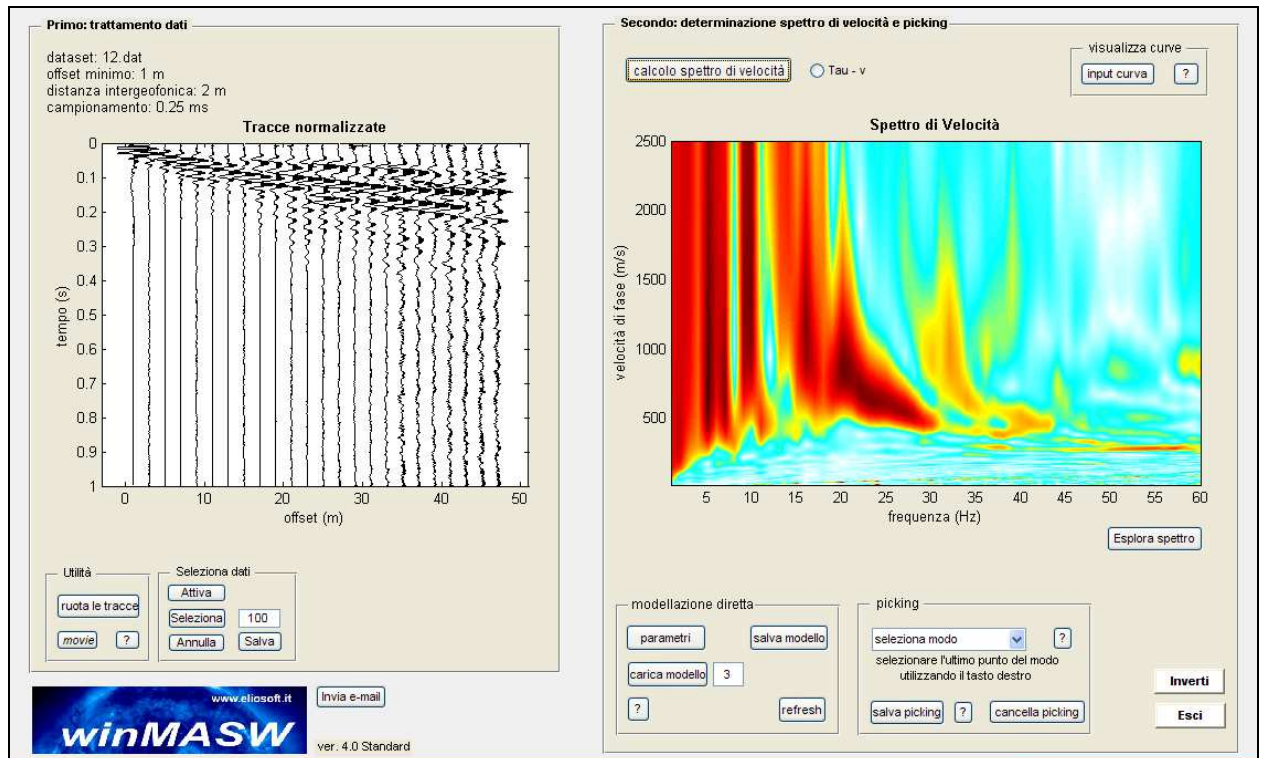 Primo: trattamento dati
dataset: 12.dat
offset minimo: 1 m
distanza intergeofonica: 2 m
campionamento: 0.25 ms
Tracce normalizzate
0
0.1
0.2
0.3
0.4
0.5
0.6
0.7
0.8
0.9
1
tempo (s)
0 10 20 30 40 50
offset (m)
Utilità
ruota le tracce
movie ?
Seleziona dati
Attiva
Seleziona 100
Annulla Salva
www.eliosoft.it
winMASW
Invia e-mail
ver. 4.0 Standard
Secondo: determinazione spettro di velocità e picking
calcolo spettro di velocità Tau - v
visualizza curve
input curva ?
Spettro di Velocità
2500
2000
1500
1000
500
velocità di fase (m/s)
5 10 15 20 25 30 35 40 45 50 55 60
frequenza (Hz)
Esplora spettro
modellazione diretta
parametri salva modello
carica modello 3
? refresh
picking
seleziona modo ?
selezionare l'ultimo punto del modo
utilizzando il tasto destro
salva picking ? cancella picking
Inverti
Esci